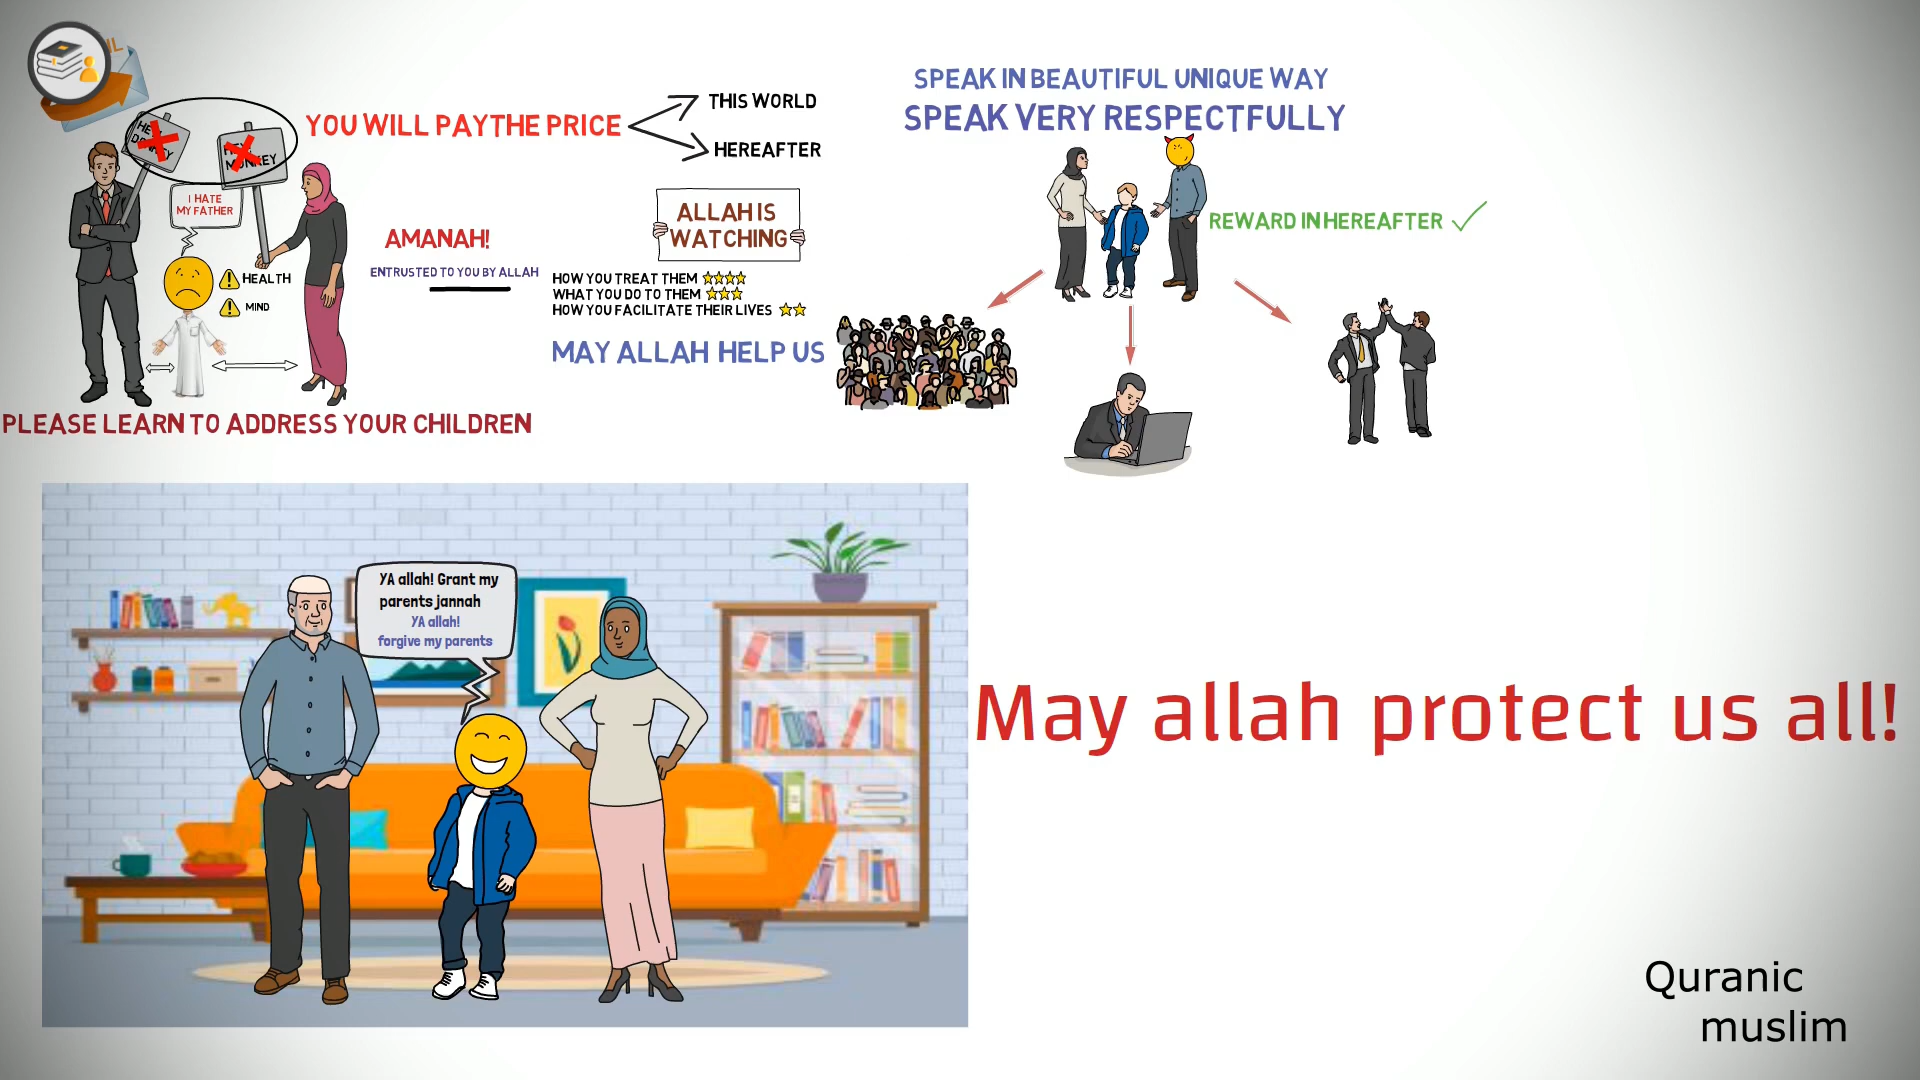 SPEAK IN BEAUTIFUL UNIQUE WAY
SPEAK VERY RESPECTFULLY
YOU WILL PAYTHE PRICE
THIS WORLD
HEREAFTER
MONKEY
I HATE
MY FATHER
HEALTH
MIND
AMANAH!
ENTRUSTED TO YOU BY ALLAH
ALLAH IS
WATCHING
HOW YOU TREAT THEM
WHAT YOU DO TO THEM
HOW YOU FACILITATE THEIR LIVES
MAY ALLAH HELP US
REWARD IN HEREAFTER
PLEASE LEARN TO ADDRESS YOUR CHILDREN
YA allah! Grant my
parents jannah
YA allah!
forgive my parents
May allah protect us all!
Quranic
muslim